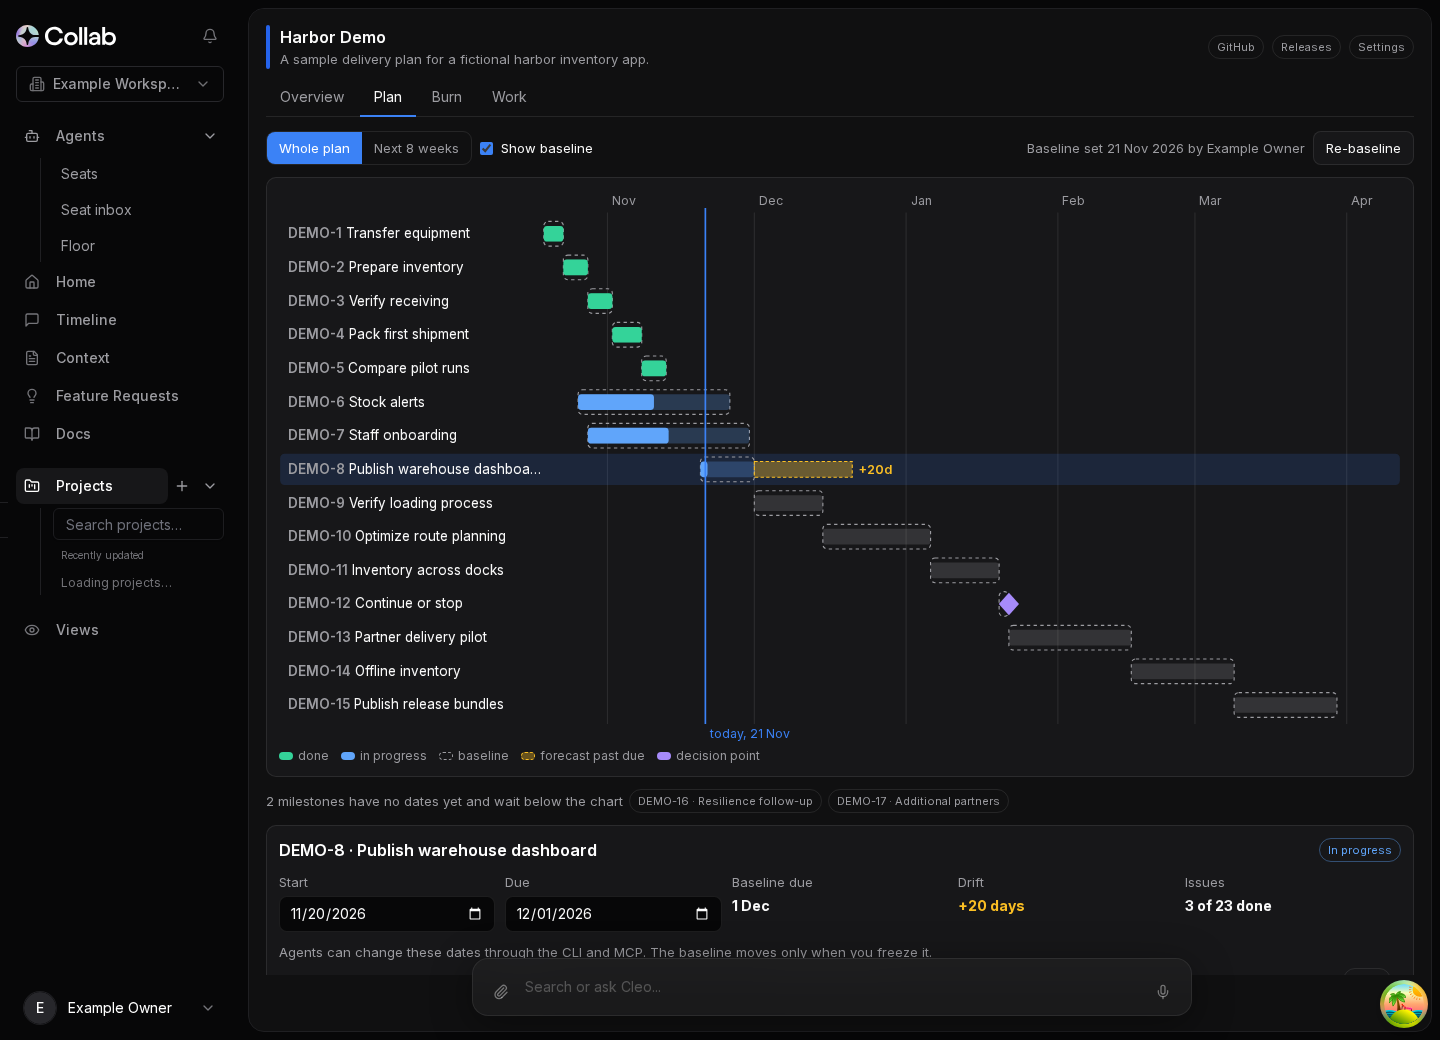 Collab
Example Worksp...
Agents
Seats
Seat inbox
Floor
Home
Timeline
Context
Feature Requests
Docs
Projects
Search projects...
Recently updated
Loading projects...
Views
E Example Owner
Harbor Demo
A sample delivery plan for a fictional harbor inventory app.
GitHub Releases Settings
Overview Plan Burn Work
Whole plan Next 8 weeks Show baseline Baseline set 21 Nov 2026 by Example Owner Re-baseline
Nov Dec Jan Feb Mar Apr
DEMO-1 Transfer equipment
DEMO-2 Prepare inventory
DEMO-3 Verify receiving
DEMO-4 Pack first shipment
DEMO-5 Compare pilot runs
DEMO-6 Stock alerts
DEMO-7 Staff onboarding
DEMO-8 Publish warehouse dashboa... +20d
DEMO-9 Verify loading process
DEMO-10 Optimize route planning
DEMO-11 Inventory across docks
DEMO-12 Continue or stop
DEMO-13 Partner delivery pilot
DEMO-14 Offline inventory
DEMO-15 Publish release bundles
today, 21 Nov
done in progress baseline forecast past due decision point
2 milestones have no dates yet and wait below the chart DEMO-16 · Resilience follow-up DEMO-17 · Additional partners
DEMO-8 · Publish warehouse dashboard In progress
Start Due Baseline due Drift Issues
11/20/2026 12/01/2026 1 Dec +20 days 3 of 23 done
Agents can change these dates through the CLI and MCP. The baseline moves only when you freeze it.
Search or ask Cleo...